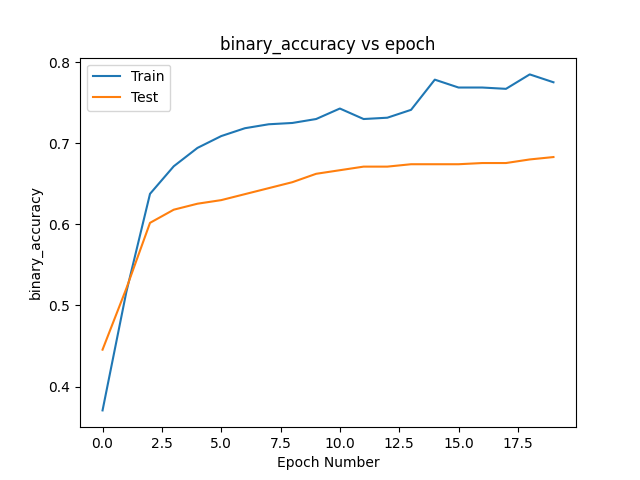 binary_accuracy vs epoch
0.8
0.7
0.6
0.5
0.4
binary_accuracy
Train
Test
0.0 2.5 5.0 7.5 10.0 12.5 15.0 17.5
Epoch Number